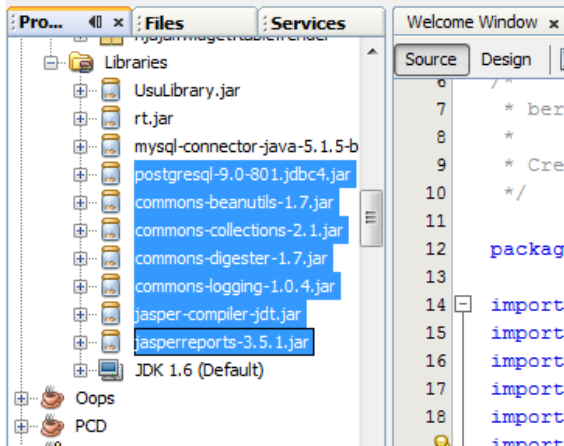 Pro...
Files
Services
Libraries
UsuLibrary.jar
rt.jar
mysql-connector-java-5.1.5-b
postgresql-9.0-801.jdbc4.jar
commons-beanutils-1.7.jar
commons-collections-2.1.jar
commons-digester-1.7.jar
commons-logging-1.0.4.jar
jasper-compiler-jdt.jar
jasperreports-3.5.1.jar
JDK 1.6 (Default)
Oops
PCD
Welcome Window x
Source Design
6 /*
7 * ber
8 *
9 * Cre
10 */
11
12 packag
13
14 import
15 import
16 import
17 import
18 import
import